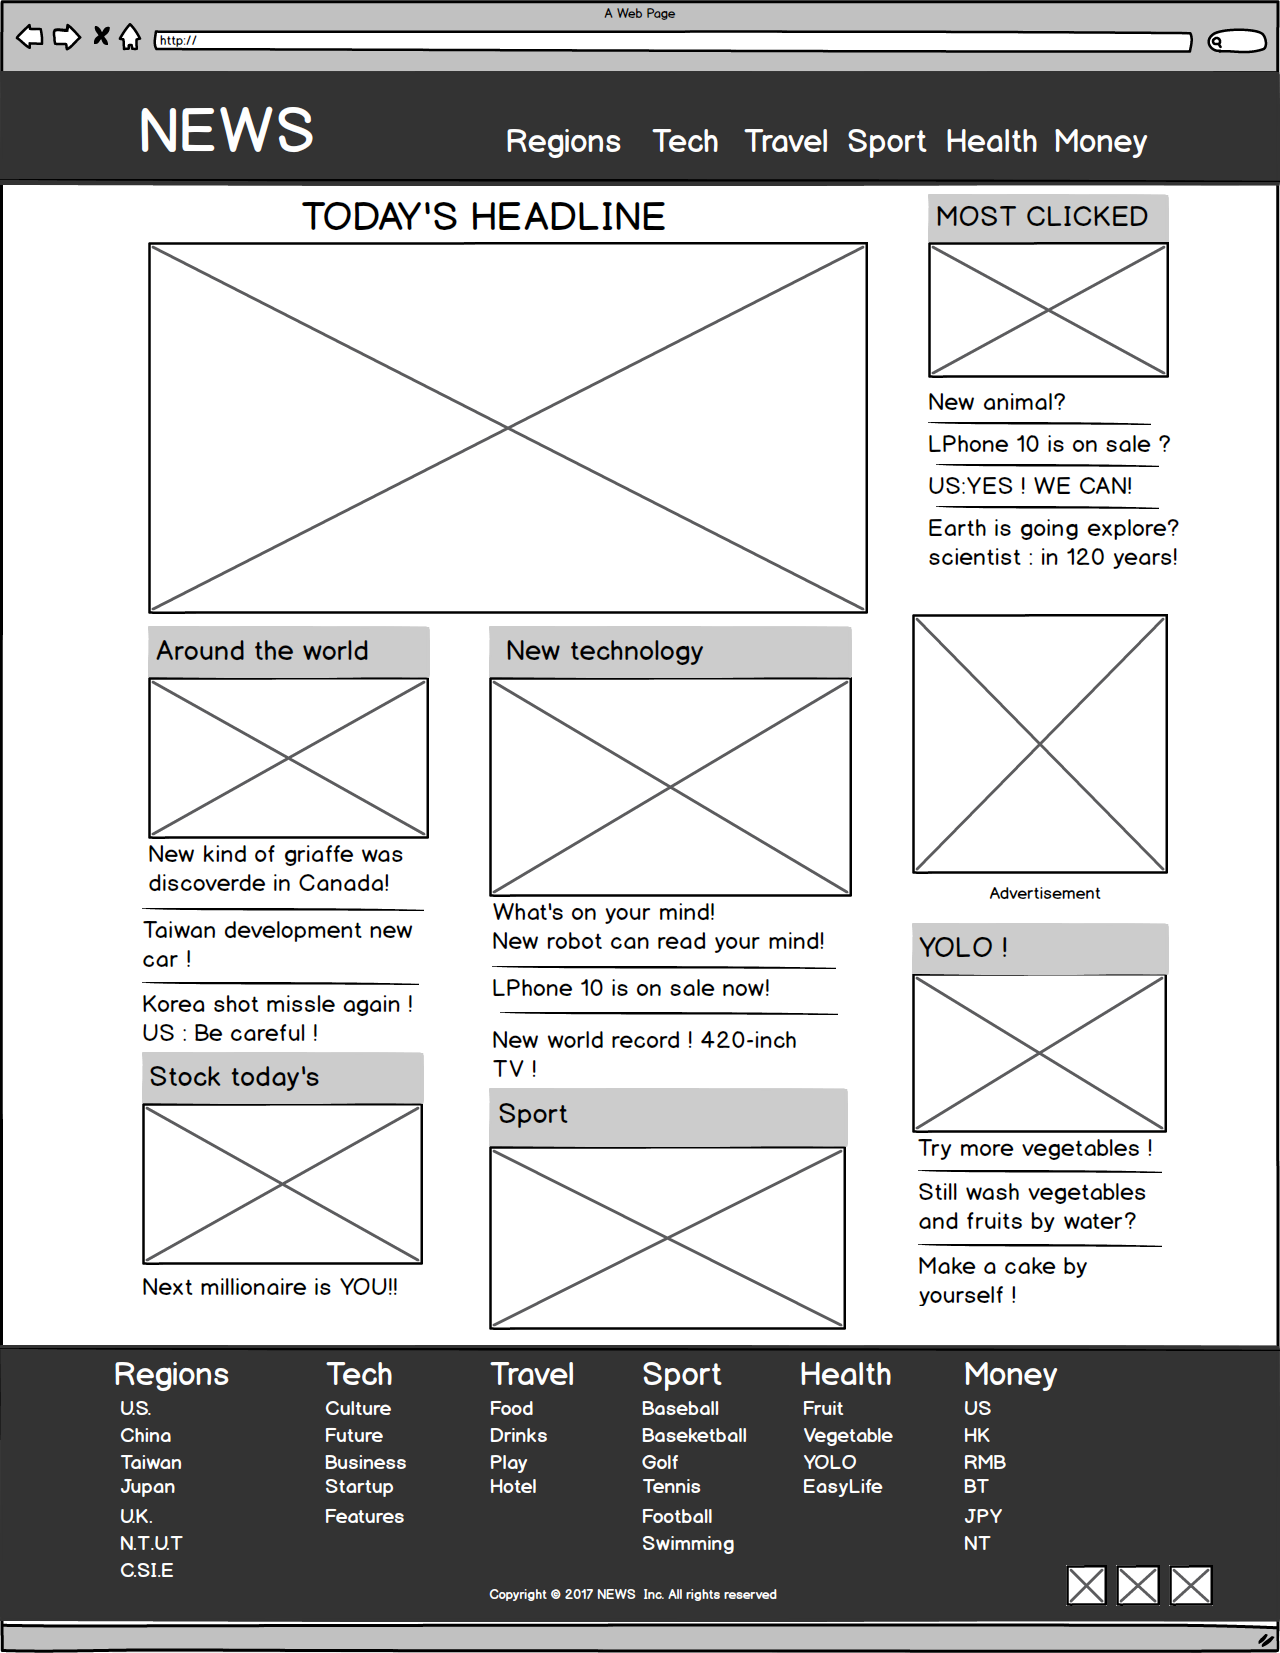 A Web Page
http://
NEWS
Regions Tech Travel Sport Health Money
TODAY'S HEADLINE
MOST CLICKED
New animal?
LPhone 10 is on sale ?
US:YES ! WE CAN!
Earth is going explore?
scientist : in 120 years!
Around the world
New kind of griaffe was
discoverde in Canada!
Taiwan development new
car !
Korea shot missle again !
US : Be careful !
Stock today's
Next millionaire is YOU!!
New technology
What's on your mind!
New robot can read your mind!
LPhone 10 is on sale now!
New world record ! 420-inch
TV !
Sport
Advertisement
YOLO !
Try more vegetables !
Still wash vegetables
and fruits by water?
Make a cake by
yourself !
Regions
U.S.
China
Taiwan
Jupan
U.K.
N.T.U.T
C.SI.E
Tech
Culture
Future
Business
Startup
Features
Travel
Food
Drinks
Play
Hotel
Sport
Baseball
Baseketball
Golf
Tennis
Football
Swimming
Health
Fruit
Vegetable
YOLO
EasyLife
Money
US
HK
RMB
BT
JPY
NT
Copyright © 2017 NEWS Inc. All rights reserved